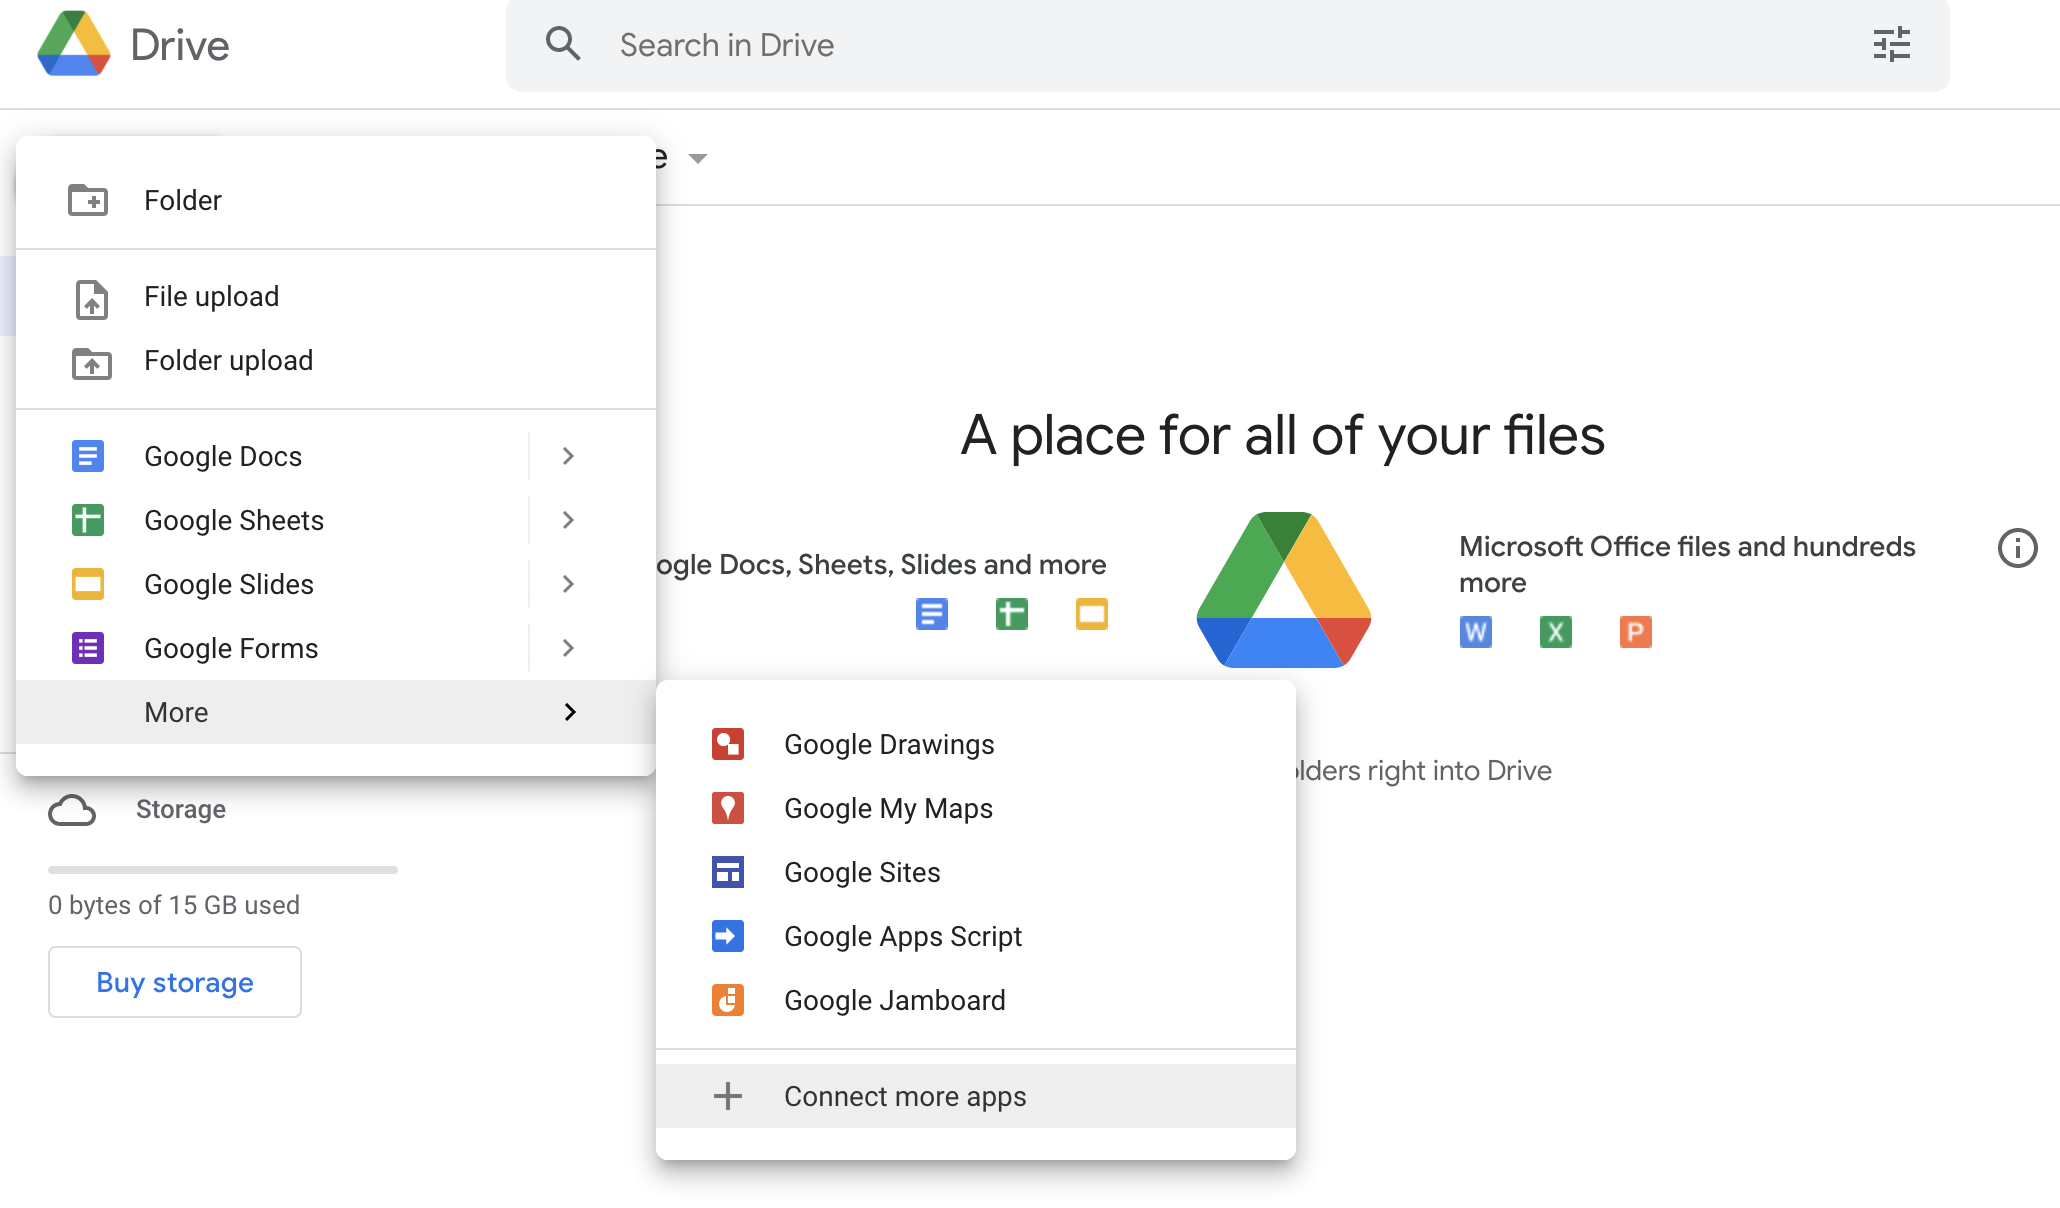 Drive
Search in Drive
e
Folder
File upload
Folder upload
Google Docs
Google Sheets
Google Slides
Google Forms
More
Google Drawings
Google My Maps
Google Sites
Google Apps Script
Google Jamboard
Connect more apps
A place for all of your files
ogle Docs, Sheets, Slides and more
Microsoft Office files and hundreds
more
W X P
olders right into Drive
Storage
0 bytes of 15 GB used
Buy storage